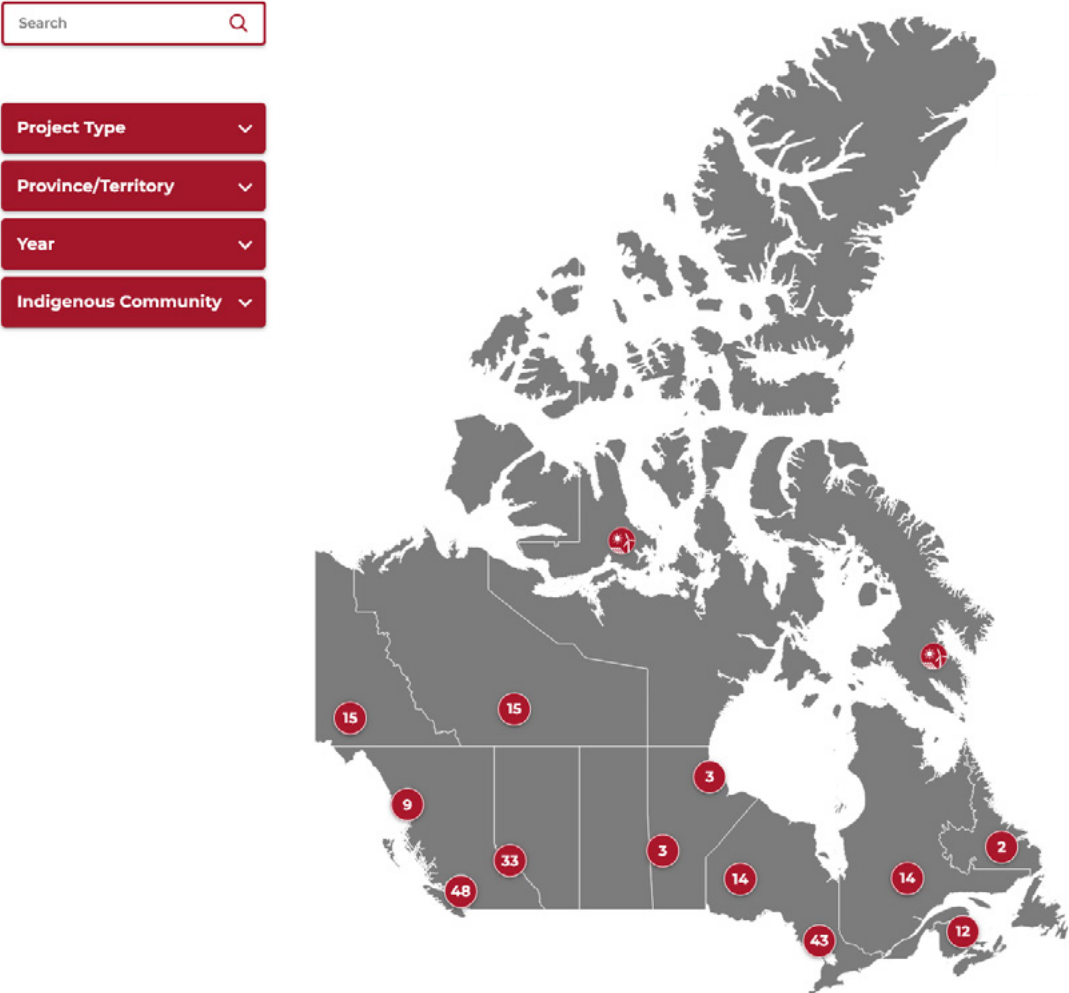 Search
Project Type
Province/Territory
Year
Indigenous Community
15
15
3
9
3
2
33
14
14
48
12
43